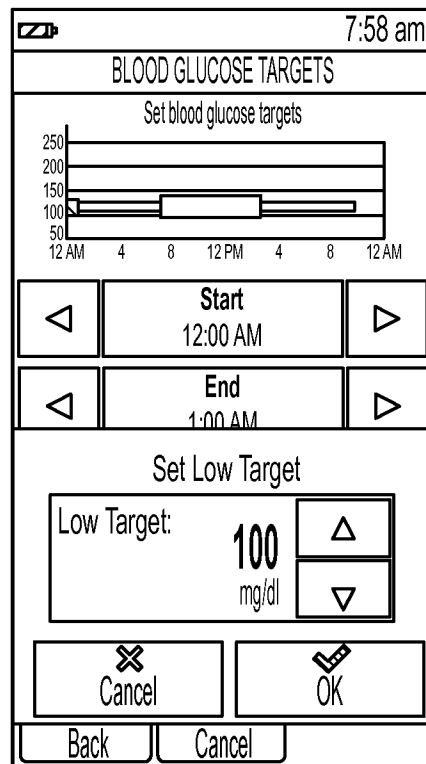 7:58 am
BLOOD GLUCOSE TARGETS
Set blood glucose targets
250
200
150
100
50
12 AM 4 8 12 PM 4 8 12 AM
Start
12:00 AM
End
1:00 AM
Set Low Target
Low Target:
100
mg/dl
Cancel
OK
Back
Cancel